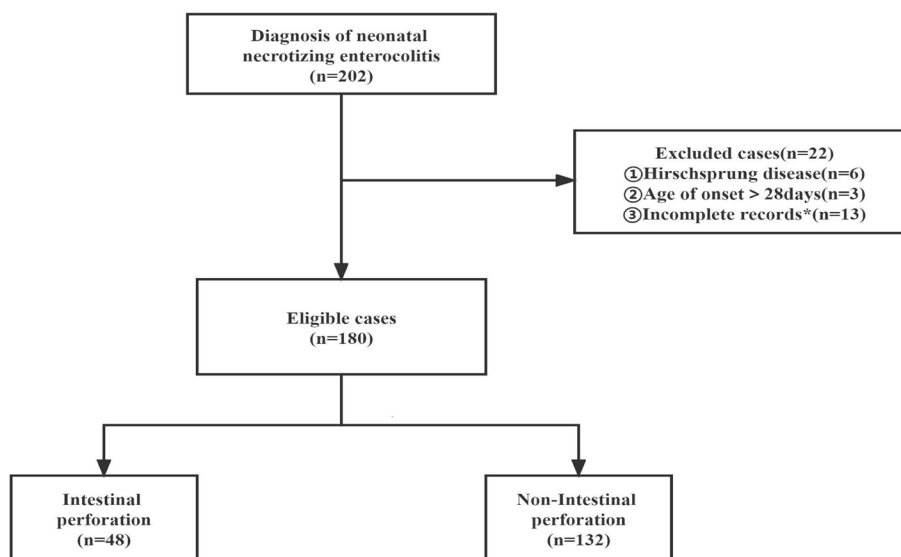 Diagnosis of neonatal
necrotizing enterocolitis
(n=202)
Excluded cases(n=22)
①Hirschsprung disease(n=6)
②Age of onset > 28days(n=3)
③Incomplete records*(n=13)
Eligible cases
(n=180)
Intestinal
perforation
(n=48)
Non-Intestinal
perforation
(n=132)